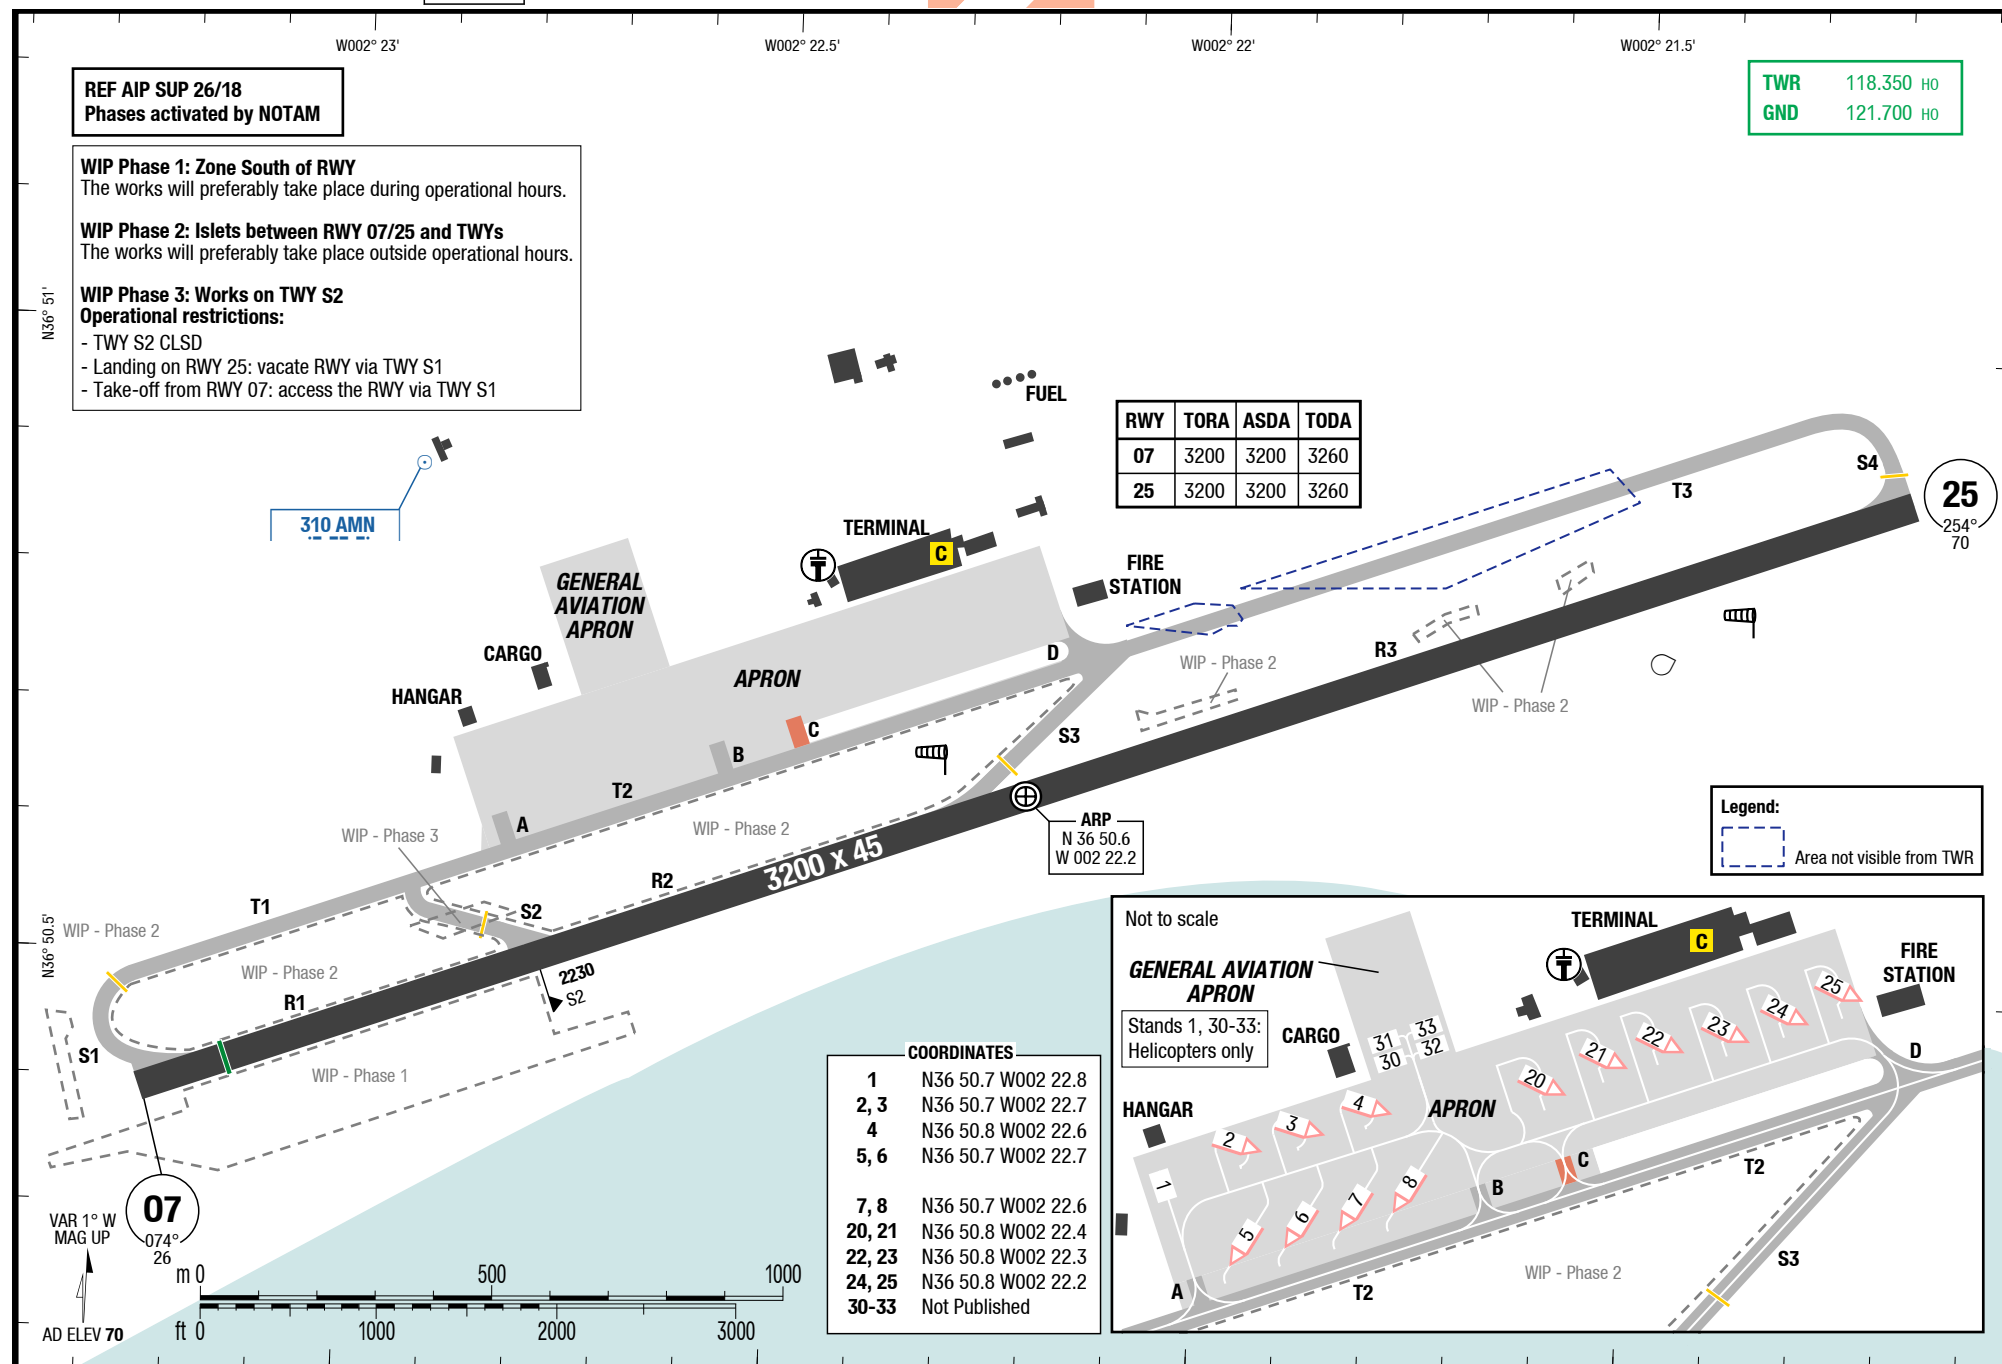 W002° 23'
W002° 22.5'
W002° 22'
W002° 21.5'
REF AIP SUP 26/18
Phases activated by NOTAM
TWR 118.350 HO
GND 121.700 HO
WIP Phase 1: Zone South of RWY
The works will preferably take place during operational hours.
WIP Phase 2: Islets between RWY 07/25 and TWYs
The works will preferably take place outside operational hours.
WIP Phase 3: Works on TWY S2
Operational restrictions:
- TWY S2 CLSD
- Landing on RWY 25: vacate RWY via TWY S1
- Take-off from RWY 07: access the RWY via TWY S1
N36° 51'
FUEL
RWY TORA ASDA TODA
07 3200 3200 3260
25 3200 3200 3260
S4
T3
25
254°
70
310 AMN
TERMINAL
C
FIRE
STATION
GENERAL
AVIATION
APRON
CARGO
HANGAR
APRON
D
R3
WIP - Phase 2
WIP - Phase 2
C
B
S3
T2
A
WIP - Phase 3
WIP - Phase 2
3200 x 45
ARP
N 36 50.6
W 002 22.2
Legend:
Area not visible from TWR
R2
T1
S2
N36° 50.5'
WIP - Phase 2
WIP - Phase 2
2230
S2
R1
S1
WIP - Phase 1
07
074°
26
VAR 1° W
MAG UP
AD ELEV 70
m 0 500 1000
ft 0 1000 2000 3000
COORDINATES
1 N36 50.7 W002 22.8
2, 3 N36 50.7 W002 22.7
4 N36 50.8 W002 22.6
5, 6 N36 50.7 W002 22.7
7, 8 N36 50.7 W002 22.6
20, 21 N36 50.8 W002 22.4
22, 23 N36 50.8 W002 22.3
24, 25 N36 50.8 W002 22.2
30-33 Not Published
Not to scale
TERMINAL
C
FIRE
STATION
GENERAL AVIATION
APRON
Stands 1, 30-33:
Helicopters only
CARGO
31 33
30 32
25
24
23
22
21
20
HANGAR
4
3
2
APRON
D
1
5
6
7
8
B
C
T2
A
T2
S3
WIP - Phase 2